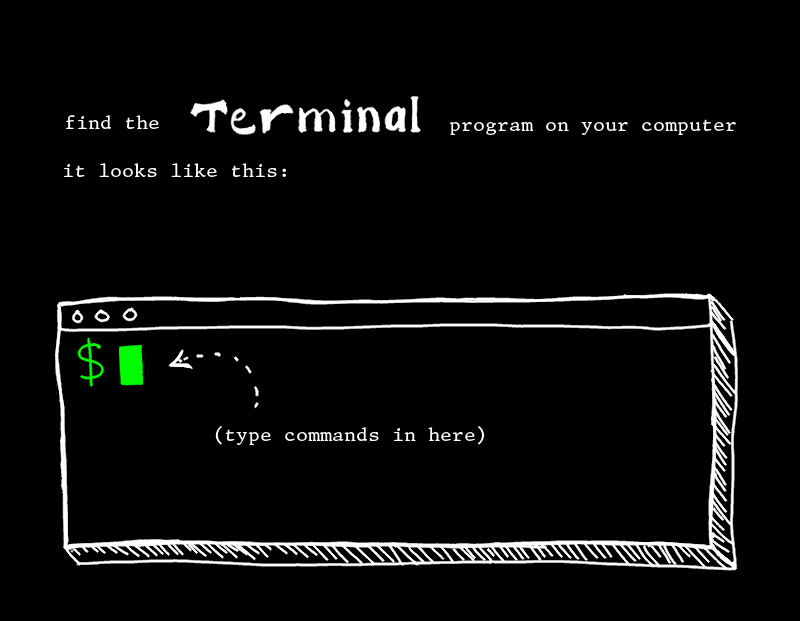 find the Terminal program on your computer
it looks like this:
$
(type commands in here)